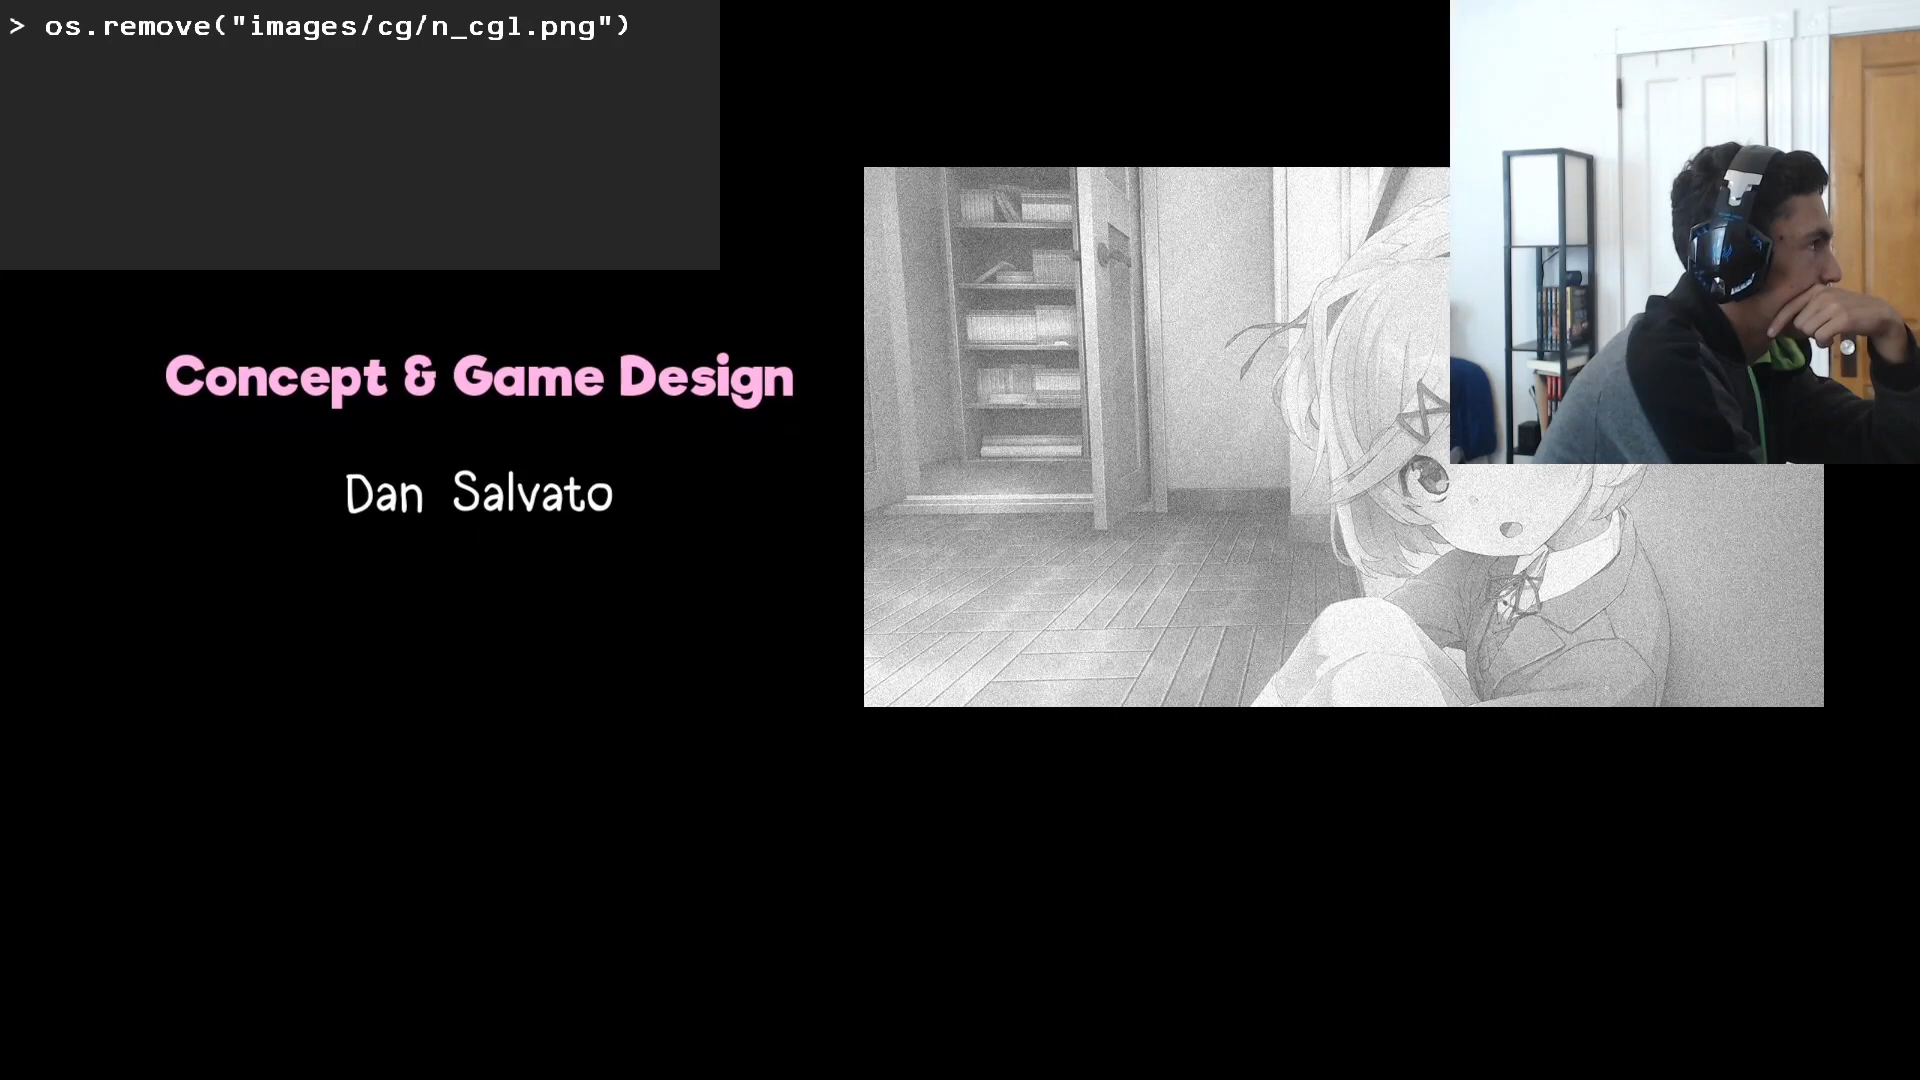 > os.remove("images/cg/n_cg1.png")
Concept & Game Design
Dan Salvato